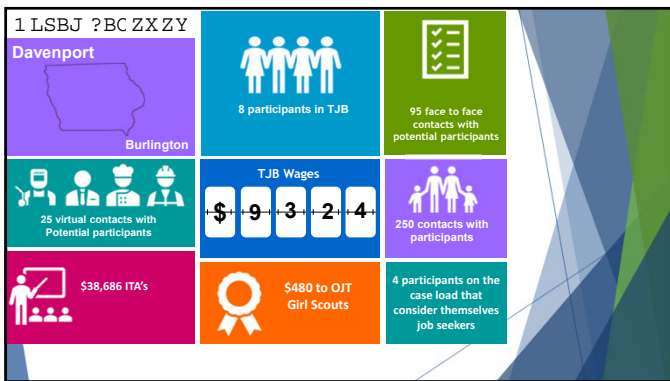 1 LSBJ ?BC ZX ZY
Davenport
Burlington
8 participants in TJB
95 face to face
contacts with
potential participants
25 virtual contacts with
Potential participants
TJB Wages
$ 9 3 2 4
250 contacts with
participants
$38,686 ITA's
$480 to OJT
Girl Scouts
4 participants on the
case load that
consider themselves
job seekers